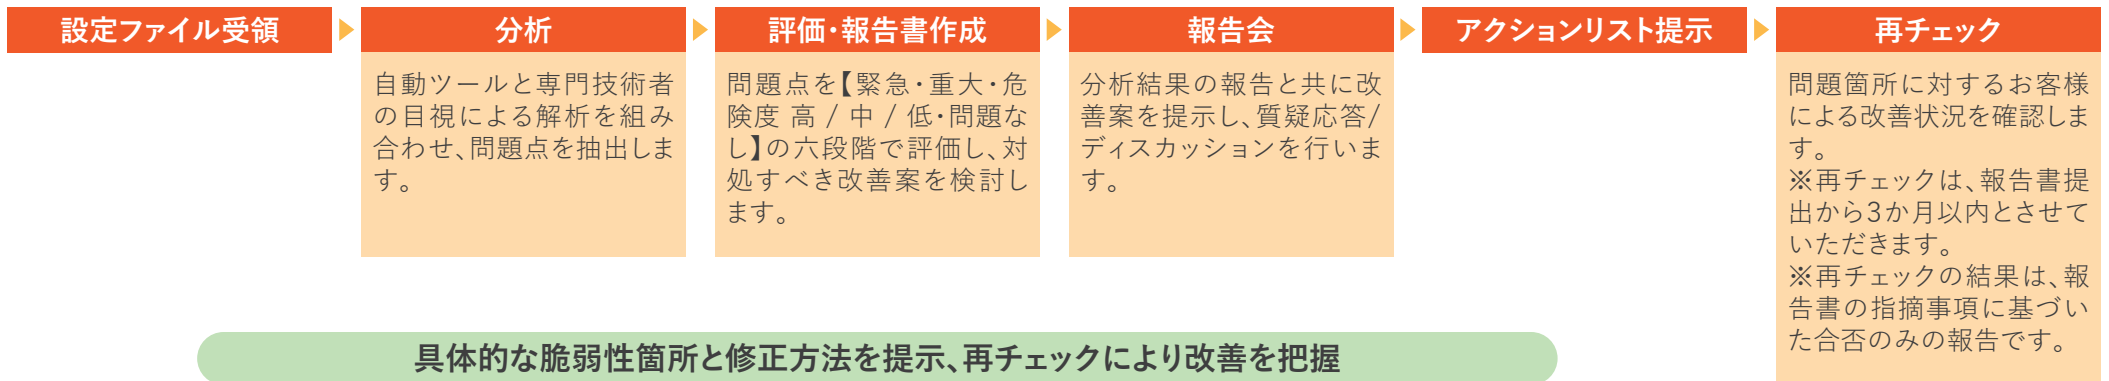 設定ファイル受領
分析
自動ツールと専門技術者
の目視による解析を組み
合わせ、問題点を抽出しま
す。
評価・報告書作成
問題点を【緊急・重大・危
険度 高 / 中 / 低・問題な
し】の六段階で評価し、対
処すべき改善案を検討し
ます。
報告会
分析結果の報告と共に改
善案を提示し、質疑応答/
ディスカッションを行いま
す。
アクションリスト提示
再チェック
問題箇所に対するお客様
による改善状況を確認しま
す。
※再チェックは、報告書提
出から3か月以内とさせて
いただきます。
※再チェックの結果は、報
告書の指摘事項に基づい
た合否のみの報告です。
具体的な脆弱性箇所と修正方法を提示、再チェックにより改善を把握